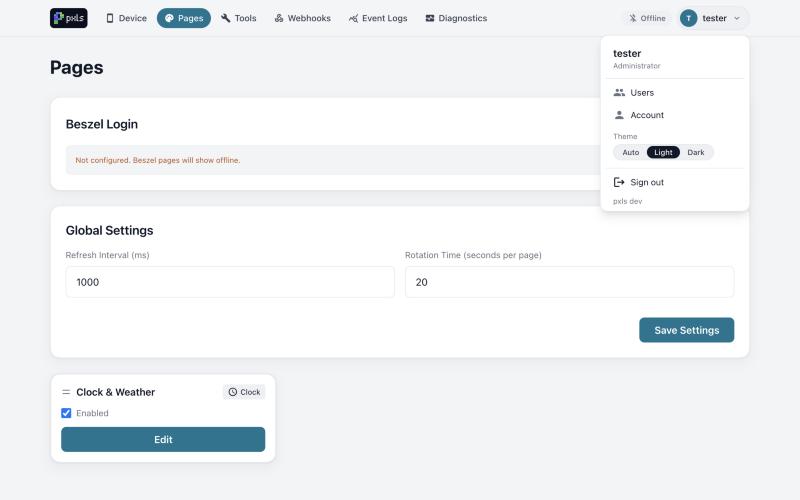 pxls
Device
Pages
Tools
Webhooks
Event Logs
Diagnostics
Offline
T
tester
tester
Administrator
Users
Account
Theme
Auto
Light
Dark
Sign out
pxls dev
Pages
Beszel Login
Not configured. Beszel pages will show offline.
Global Settings
Refresh Interval (ms)
Rotation Time (seconds per page)
1000
20
Save Settings
Clock & Weather
Clock
Enabled
Edit